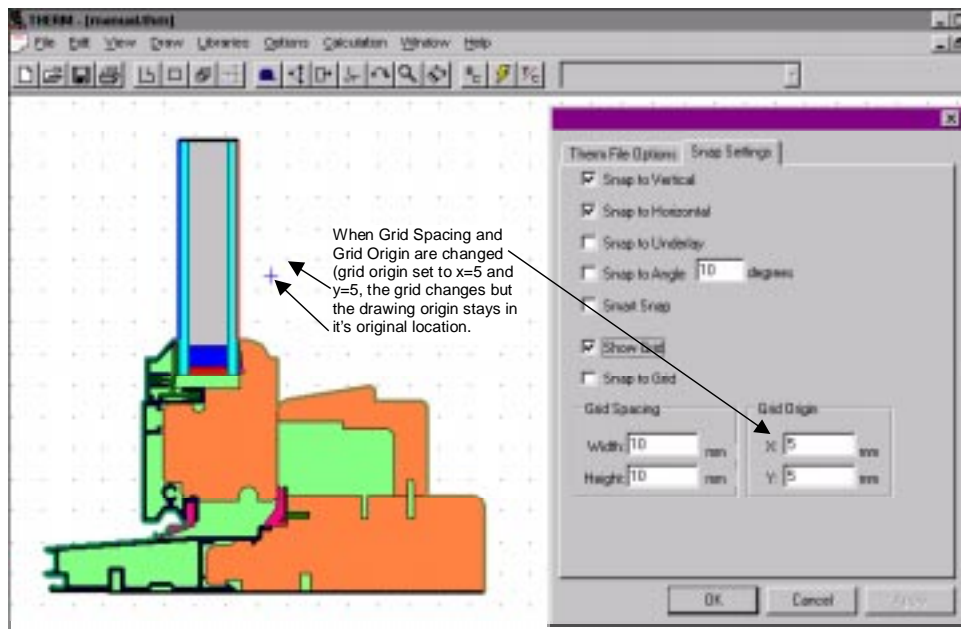 THERM - [manual.thm]
File Edit View Draw Libraries Options Calculation Window Help
Therm File Options Snap Settings
Snap to Vertical
Snap to Horizontal
Snap to Underlay
Snap to Angle 10 degrees
Smart Snap
Show Grid
Snap to Grid
Grid Spacing
Width: 10 mm
Height: 10 mm
Grid Origin
X: 5 mm
Y: 5 mm
OK Cancel Apply
When Grid Spacing and
Grid Origin are changed
(grid origin set to x=5 and
y=5, the grid changes but
the drawing origin stays in
it's original location.